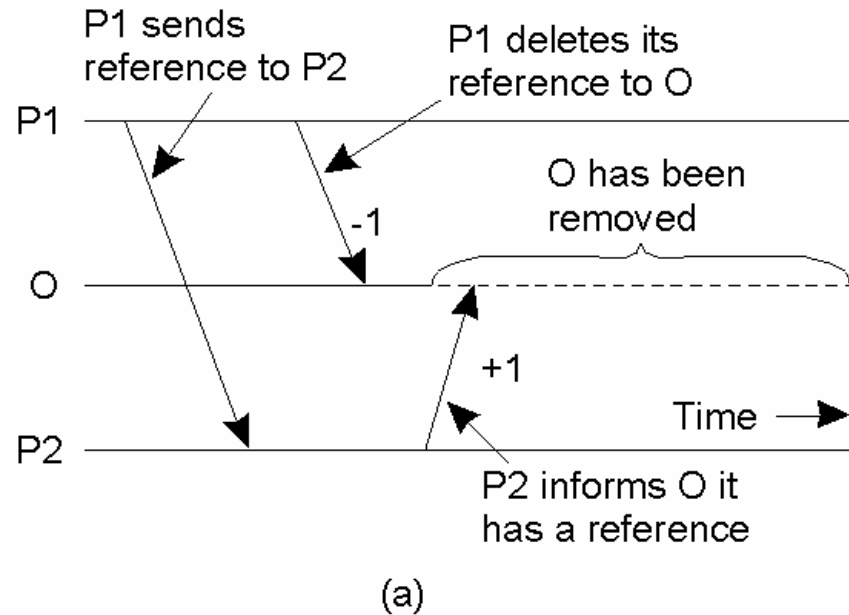 P1 sends
reference to P2
P1 deletes its
reference to O
P1
O has been
removed
-1
O
+1
Time
P2
P2 informs O it
has a reference
(a)